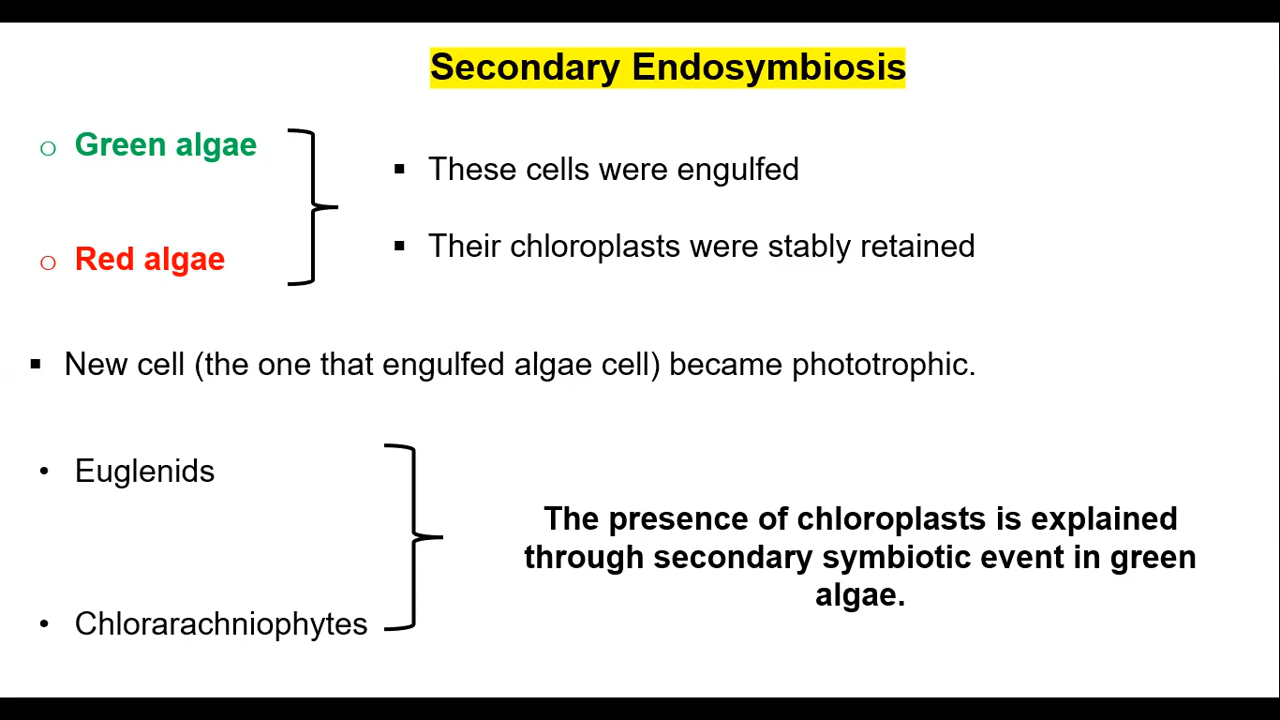 Secondary Endosymbiosis
Green algae
Red algae
These cells were engulfed
Their chloroplasts were stably retained
New cell (the one that engulfed algae cell) became phototrophic.
Euglenids
Chlorarachniophytes
The presence of chloroplasts is explained
through secondary symbiotic event in green
algae.